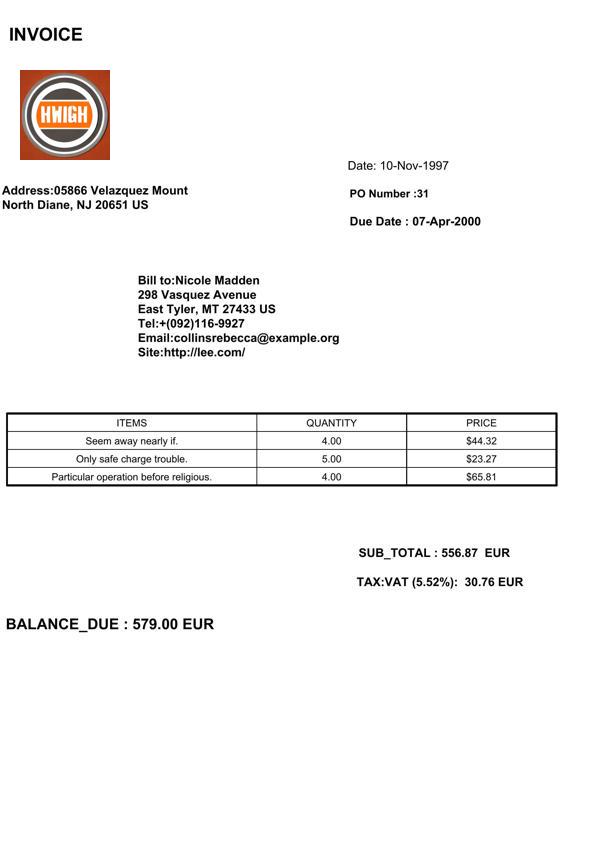 INVOICE
HWIGH
Date: 10-Nov-1997
Address:05866 Velazquez Mount
North Diane, NJ 20651 US
PO Number :31
Due Date : 07-Apr-2000
Bill to:Nicole Madden
298 Vasquez Avenue
East Tyler, MT 27433 US
Tel:+(092)116-9927
Email:collinsrebecca@example.org
Site:http://lee.com/
ITEMS QUANTITY PRICE
Seem away nearly if. 4.00 $44.32
Only safe charge trouble. 5.00 $23.27
Particular operation before religious. 4.00 $65.81
SUB_TOTAL : 556.87 EUR
TAX:VAT (5.52%): 30.76 EUR
BALANCE_DUE : 579.00 EUR